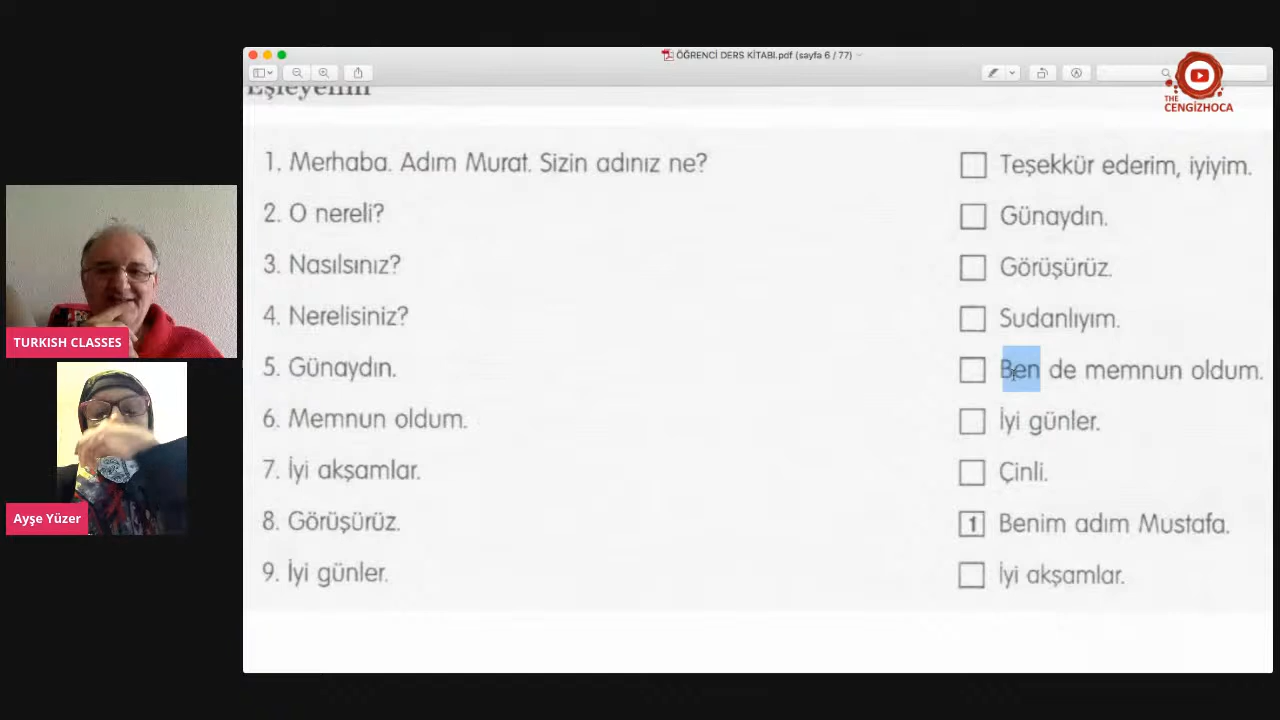 ÖĞRENCİ DERS KİTABI.pdf (sayfa 6 / 77)
THE
CENGİZHOCA
Eşleyelim
1. Merhaba. Adım Murat. Sizin adınız ne?
2. O nereli?
3. Nasılsınız?
4. Nerelisiniz?
5. Günaydın.
6. Memnun oldum.
7. İyi akşamlar.
8. Görüşürüz.
9. İyi günler.
Teşekkür ederim, iyiyim.
Günaydın.
Görüşürüz.
Sudanlıyım.
Ben de memnun oldum.
İyi günler.
Çinli.
1 Benim adım Mustafa.
İyi akşamlar.
TURKISH CLASSES
Ayşe Yüzer